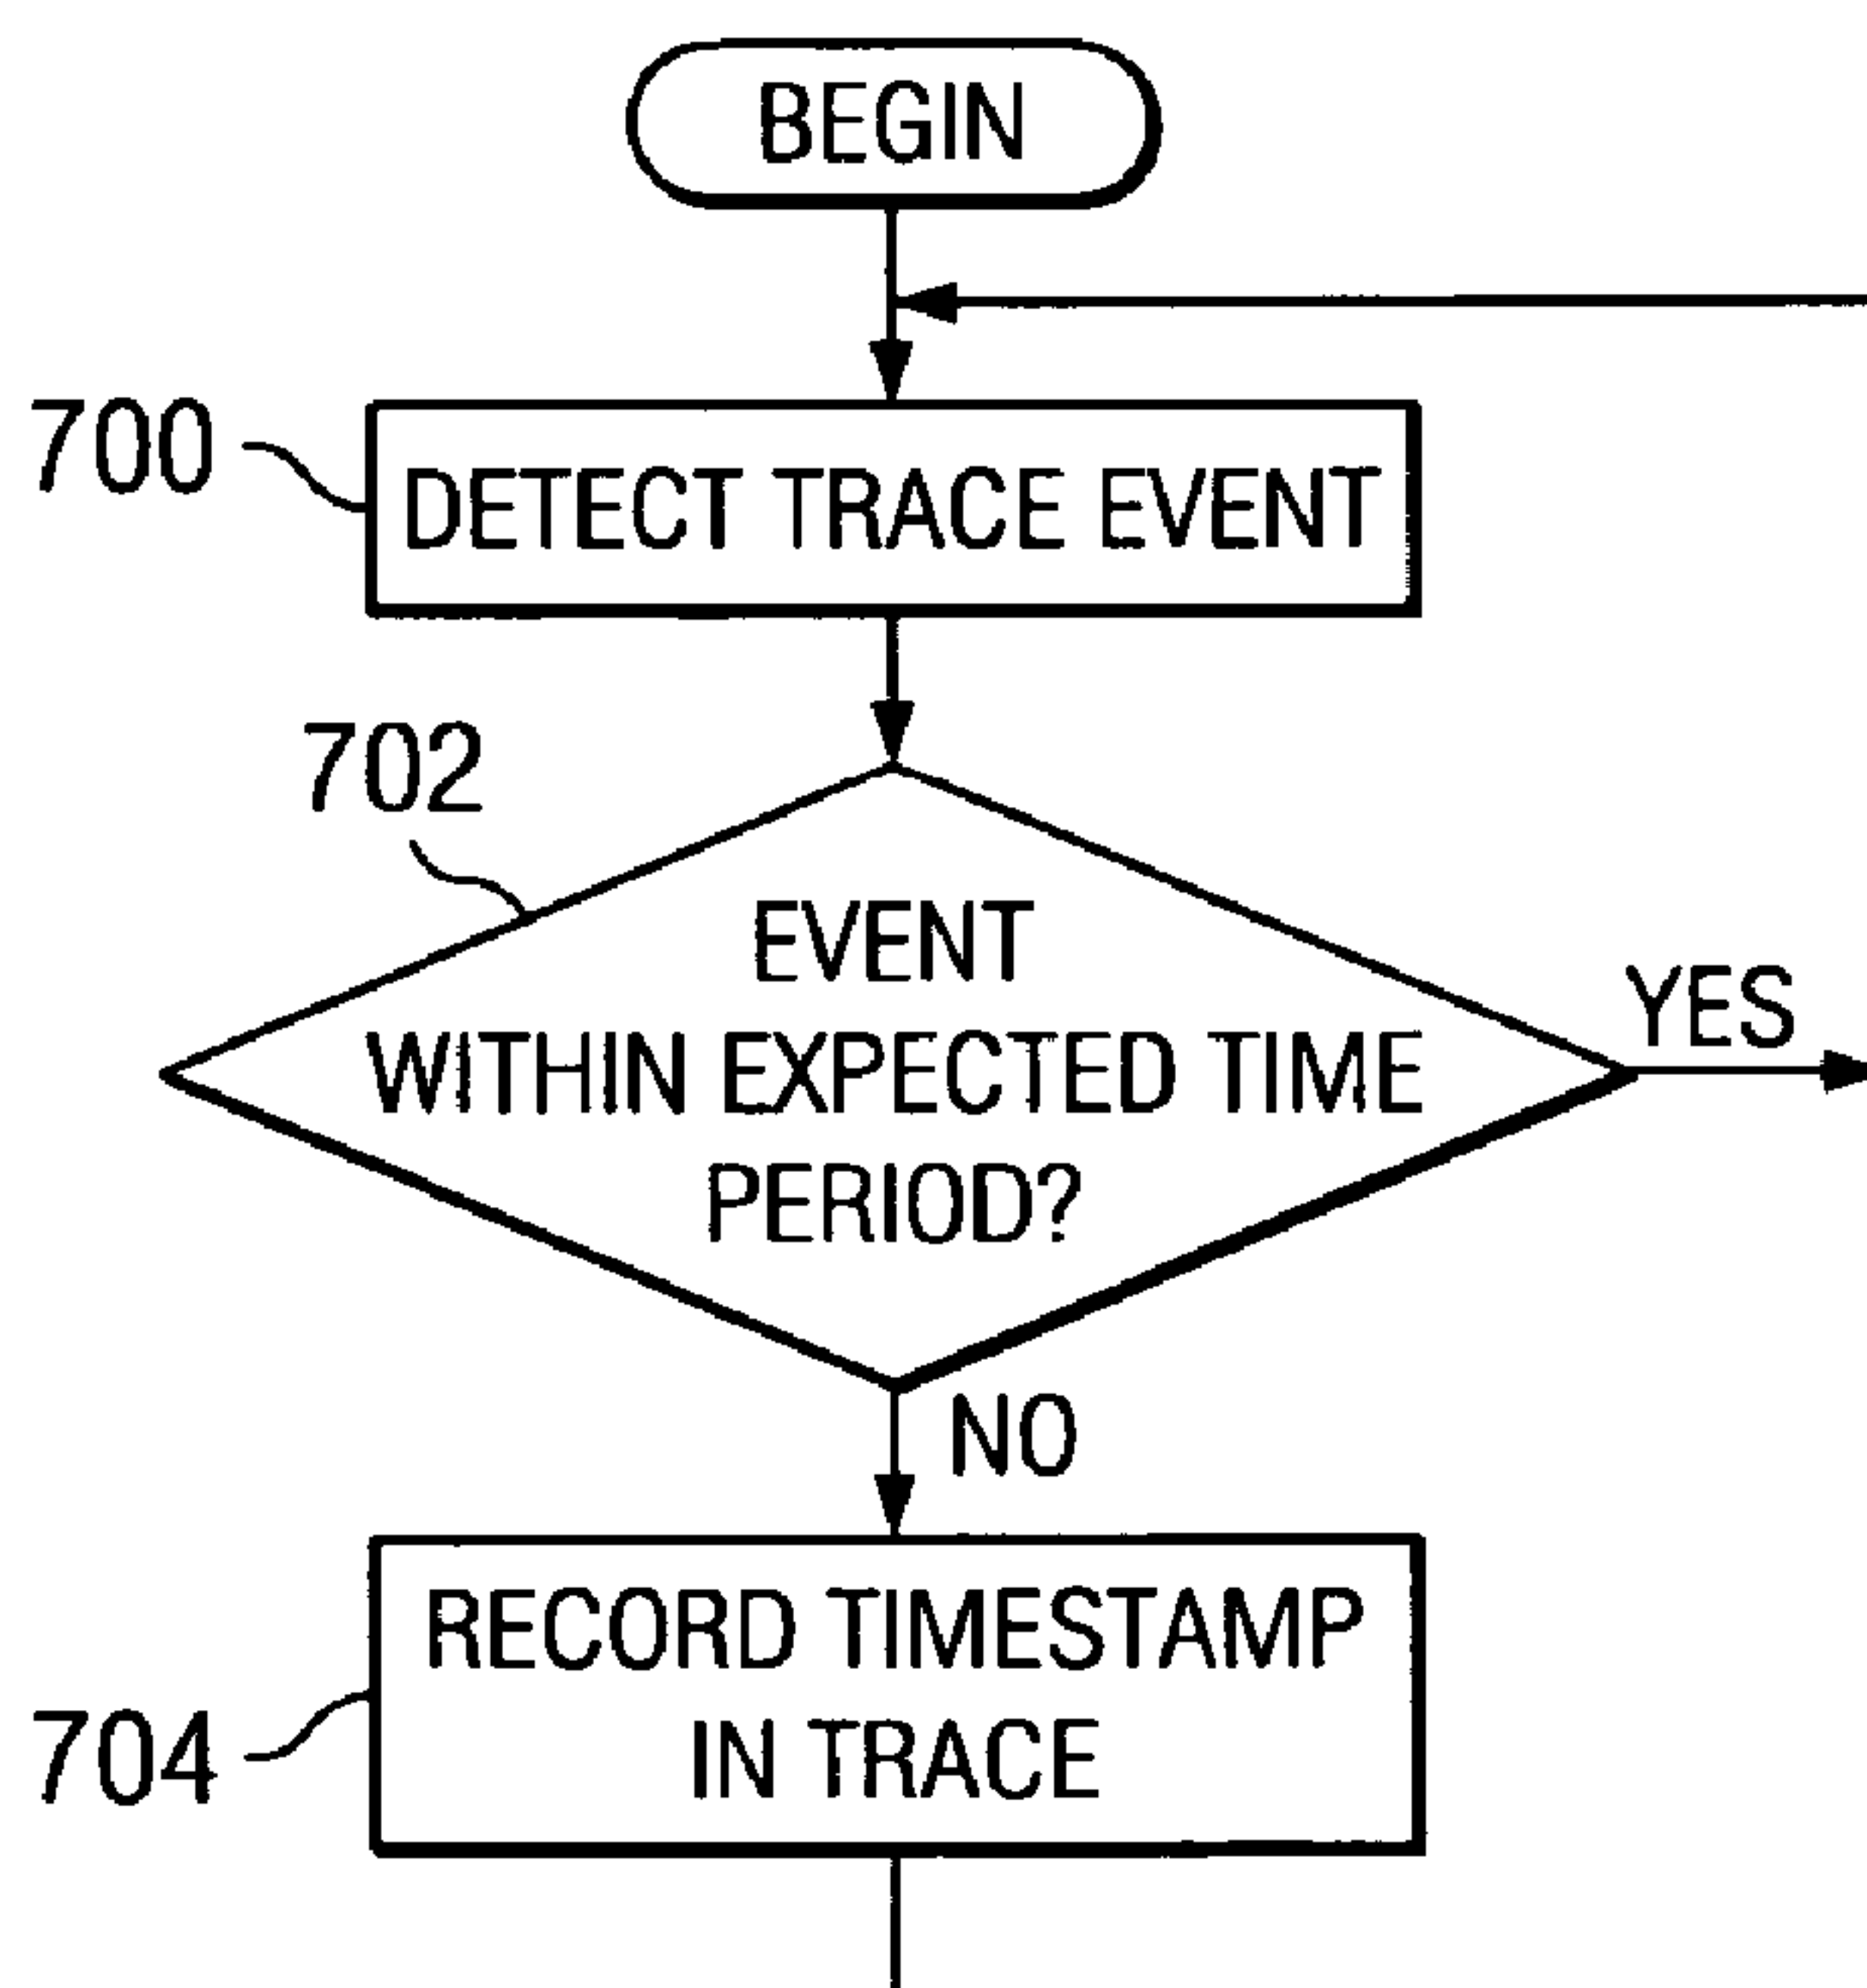 BEGIN
700
DETECT TRACE EVENT
702
EVENT
WITHIN EXPECTED TIME
PERIOD?
YES
NO
RECORD TIMESTAMP
IN TRACE
704